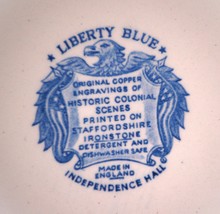 ★ LIBERTY BLUE ★
ORIGINAL COPPER
ENGRAVINGS OF
HISTORIC COLONIAL
SCENES
PRINTED ON
STAFFORDSHIRE
IRONSTONE
DETERGENT AND
DISHWASHER SAFE
MADE IN
ENGLAND
INDEPENDENCE HALL